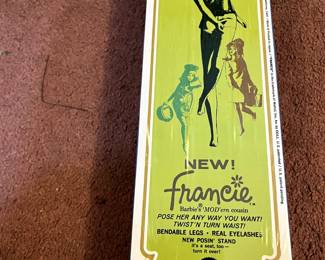 NEW!
Francie
Barbie's 'MOD'ern cousin
POSE HER ANY WAY YOU WANT!
TWIST'N TURN WAIST!
BENDABLE LEGS • REAL EYELASHES
NEW POSIN' STAND
it's a seat, too —
turn it over!